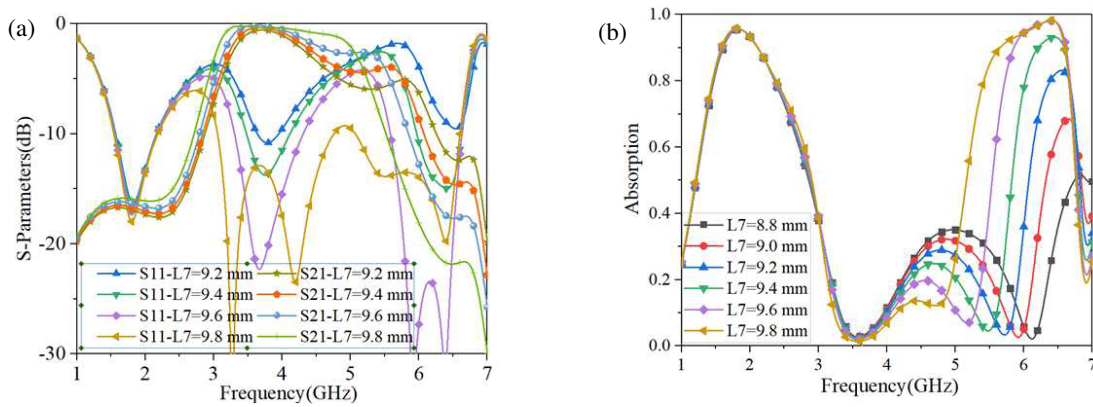 (a)
S-Parameters(dB)
0
-10
-20
-30
S11-L7=9.2 mm S21-L7=9.2 mm
S11-L7=9.4 mm S21-L7=9.4 mm
S11-L7=9.6 mm S21-L7=9.6 mm
S11-L7=9.8 mm S21-L7=9.8 mm
1 2 3 4 5 6 7
Frequency(GHz)
(b)
Absorption
1.0
0.8
0.6
0.4
0.2
0.0
L7=8.8 mm
L7=9.0 mm
L7=9.2 mm
L7=9.4 mm
L7=9.6 mm
L7=9.8 mm
1 2 3 4 5 6 7
Frequency(GHz)